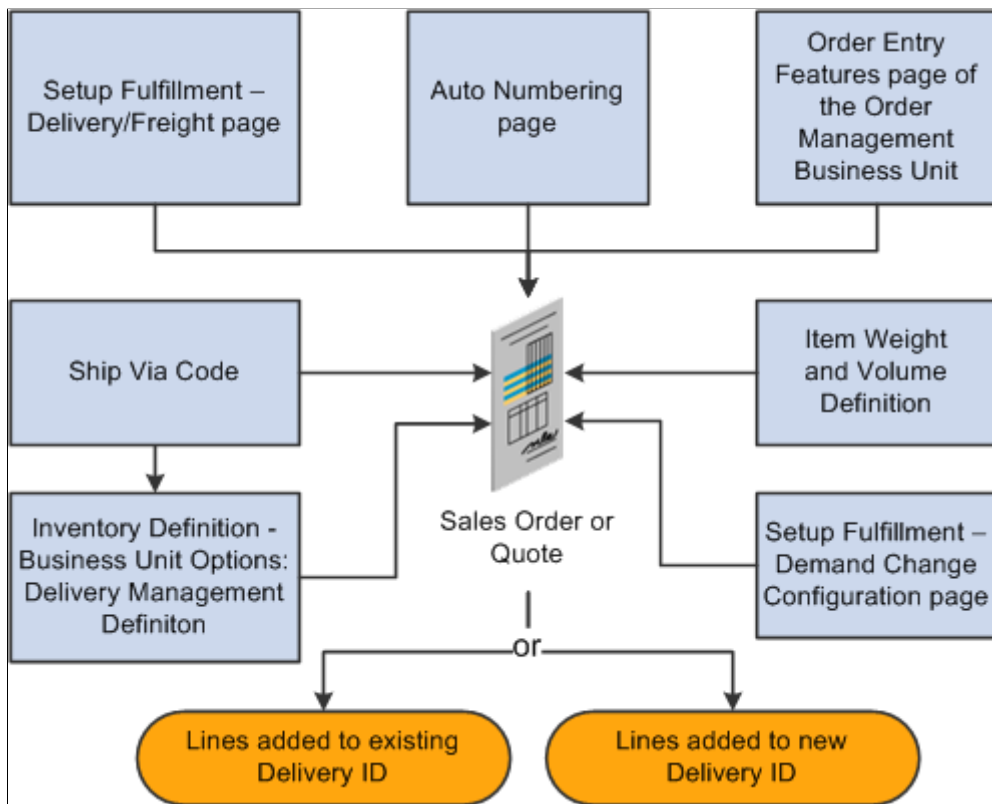 Setup Fulfillment –
Delivery/Freight page
Auto Numbering
page
Order Entry
Features page of
the Order
Management
Business Unit
Ship Via Code
Item Weight
and Volume
Definition
Inventory Definition -
Business Unit Options:
Delivery Management
Definiton
Sales Order or
Quote
Setup Fulfillment –
Demand Change
Configuration page
or
Lines added to existing
Delivery ID
Lines added to new
Delivery ID